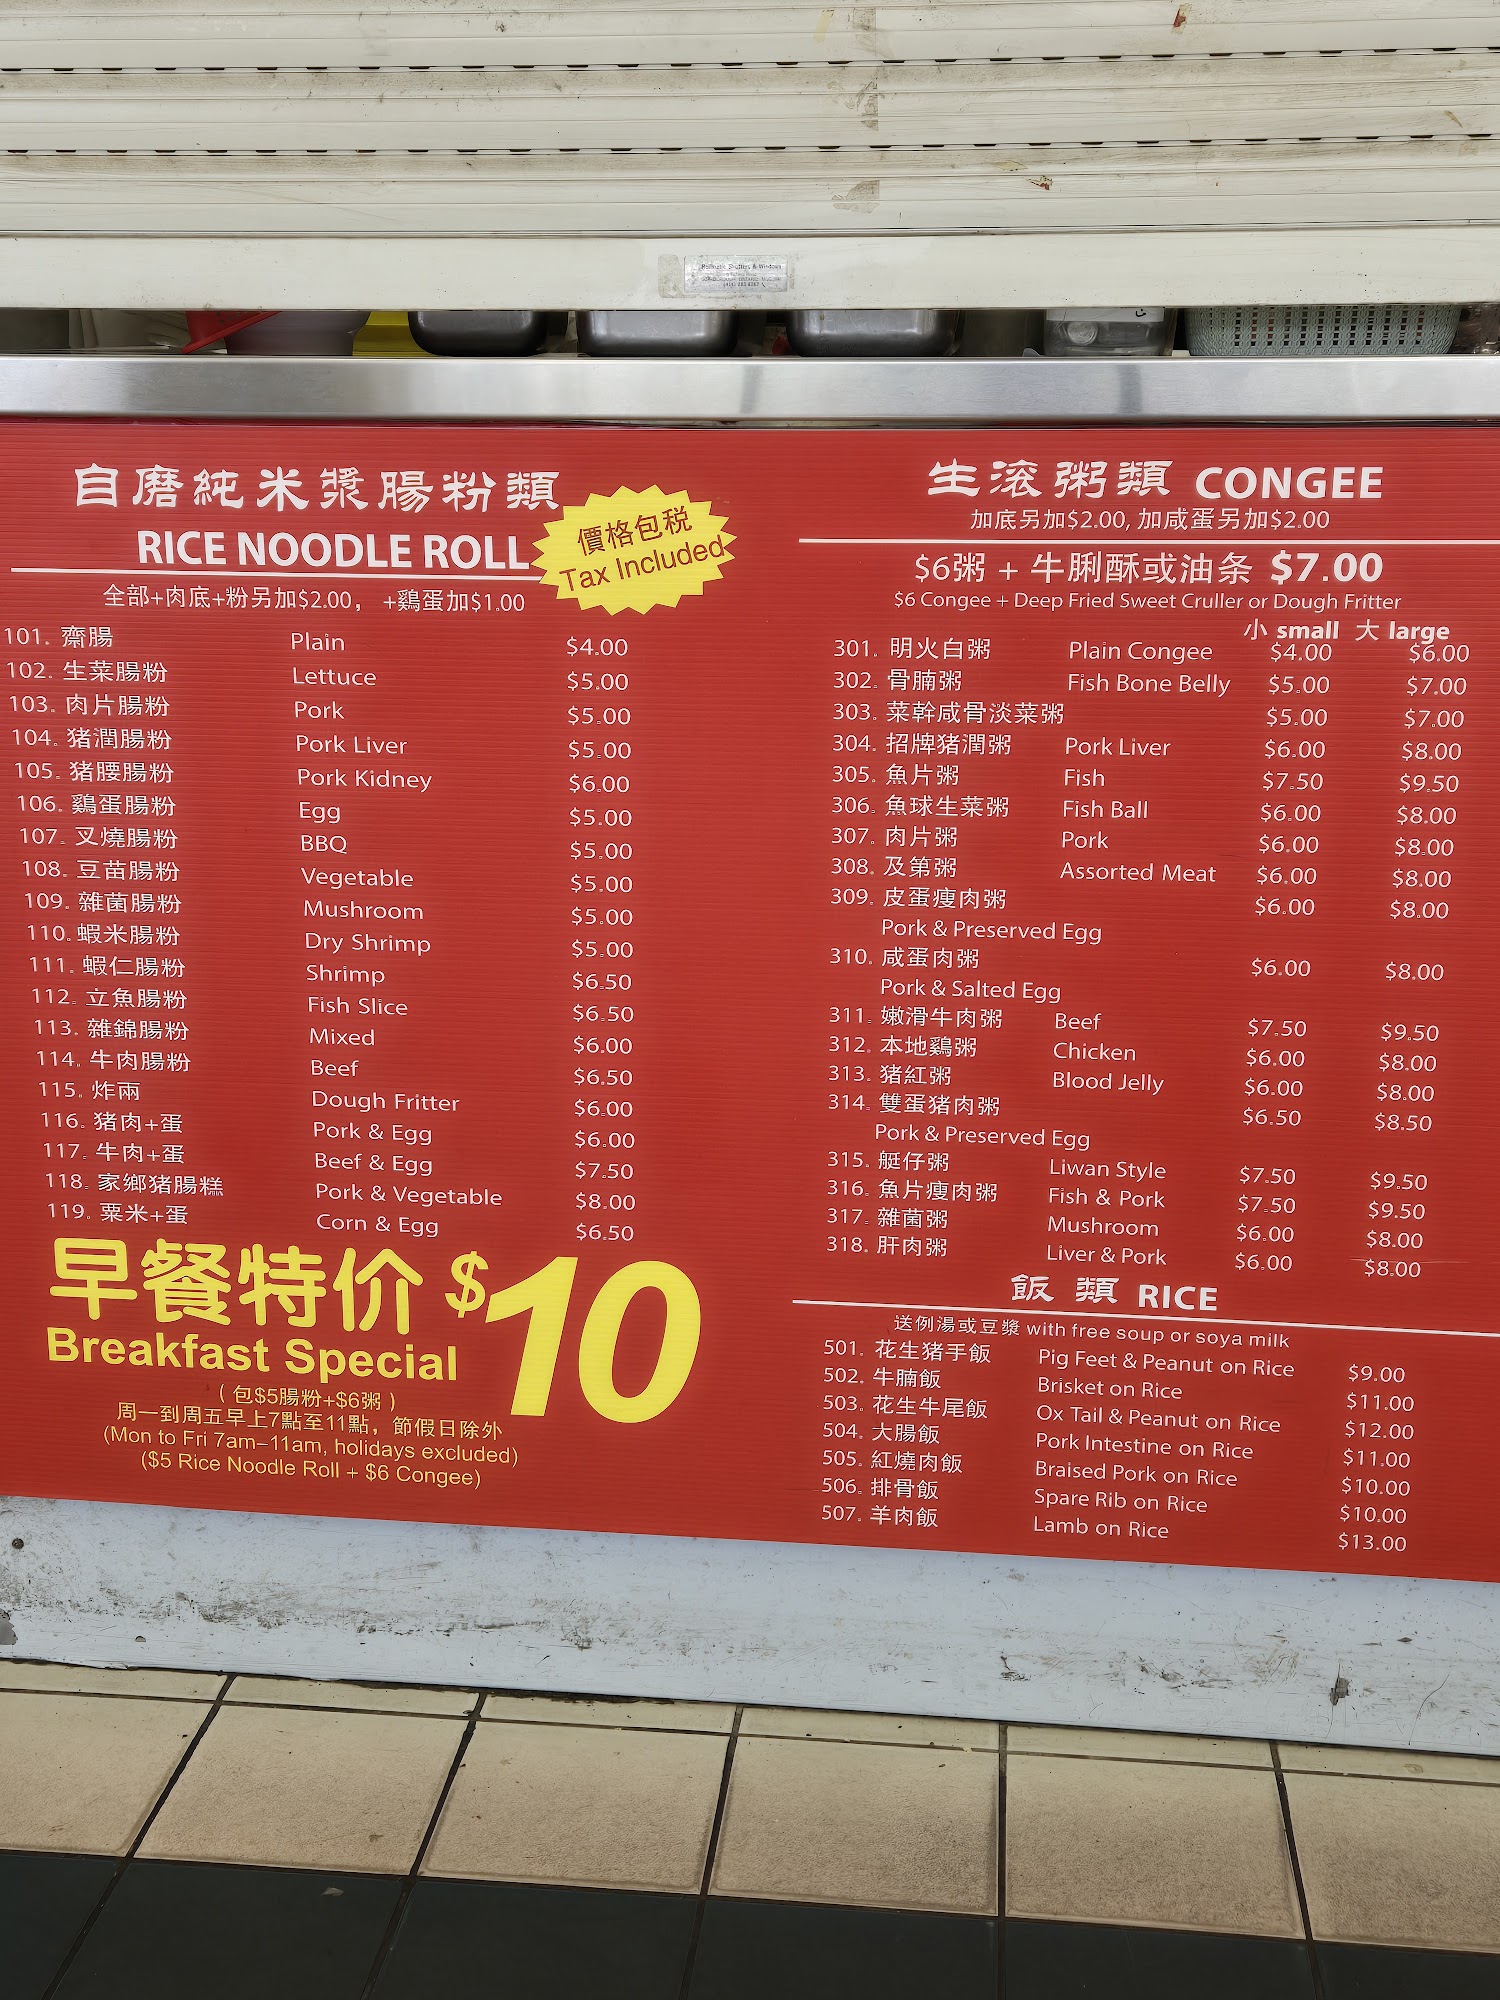 自磨純米漿腸粉類
RICE NOODLE ROLL
價格包税
Tax Included
全部+肉底+粉另加$2.00, +鷄蛋加$1.00
101. 齋腸 Plain $4.00
102. 生菜腸粉 Lettuce $5.00
103. 肉片腸粉 Pork $5.00
104. 猪潤腸粉 Pork Liver $5.00
105. 猪腰腸粉 Pork Kidney $6.00
106. 鷄蛋腸粉 Egg $5.00
107. 叉燒腸粉 BBQ $5.00
108. 豆苗腸粉 Vegetable $5.00
109. 雜菌腸粉 Mushroom $5.00
110. 蝦米腸粉 Dry Shrimp $5.00
111. 蝦仁腸粉 Shrimp $6.50
112. 立魚腸粉 Fish Slice $6.50
113. 雜錦腸粉 Mixed $6.00
114. 牛肉腸粉 Beef $6.50
115. 炸兩 Dough Fritter $6.00
116. 猪肉+蛋 Pork & Egg $6.00
117. 牛肉+蛋 Beef & Egg $7.50
118. 家鄉猪腸糕 Pork & Vegetable $8.00
119. 粟米+蛋 Corn & Egg $6.50
早餐特价 $10
Breakfast Special
( 包$5腸粉+$6粥 )
周一到周五早上7點至11點, 節假日除外
(Mon to Fri 7am–11am, holidays excluded)
($5 Rice Noodle Roll + $6 Congee)
生滚粥類 CONGEE
加底另加$2.00, 加咸蛋另加$2.00
$6粥 + 牛脷酥或油条 $7.00
$6 Congee + Deep Fried Sweet Cruller or Dough Fritter
小 small 大 large
301. 明火白粥 Plain Congee $4.00 $6.00
302. 骨腩粥 Fish Bone Belly $5.00 $7.00
303. 菜幹咸骨淡菜粥 $5.00 $7.00
304. 招牌猪潤粥 Pork Liver $6.00 $8.00
305. 魚片粥 Fish $7.50 $9.50
306. 魚球生菜粥 Fish Ball $6.00 $8.00
307. 肉片粥 Pork $6.00 $8.00
308. 及第粥 Assorted Meat $6.00 $8.00
309. 皮蛋瘦肉粥 $6.00 $8.00
Pork & Preserved Egg
310. 咸蛋肉粥 $6.00 $8.00
Pork & Salted Egg
311. 嫩滑牛肉粥 Beef $7.50 $9.50
312. 本地鷄粥 Chicken $6.00 $8.00
313. 猪紅粥 Blood Jelly $6.00 $8.00
314. 雙蛋猪肉粥 $6.50 $8.50
Pork & Preserved Egg
315. 艇仔粥 Liwan Style $7.50 $9.50
316. 魚片瘦肉粥 Fish & Pork $7.50 $9.50
317. 雜菌粥 Mushroom $6.00 $8.00
318. 肝肉粥 Liver & Pork $6.00 $8.00
飯 類 RICE
送例湯或豆漿 with free soup or soya milk
501. 花生猪手飯 Pig Feet & Peanut on Rice $9.00
502. 牛腩飯 Brisket on Rice $11.00
503. 花生牛尾飯 Ox Tail & Peanut on Rice $12.00
504. 大腸飯 Pork Intestine on Rice $11.00
505. 紅燒肉飯 Braised Pork on Rice $10.00
506. 排骨飯 Spare Rib on Rice $10.00
507. 羊肉飯 Lamb on Rice $13.00